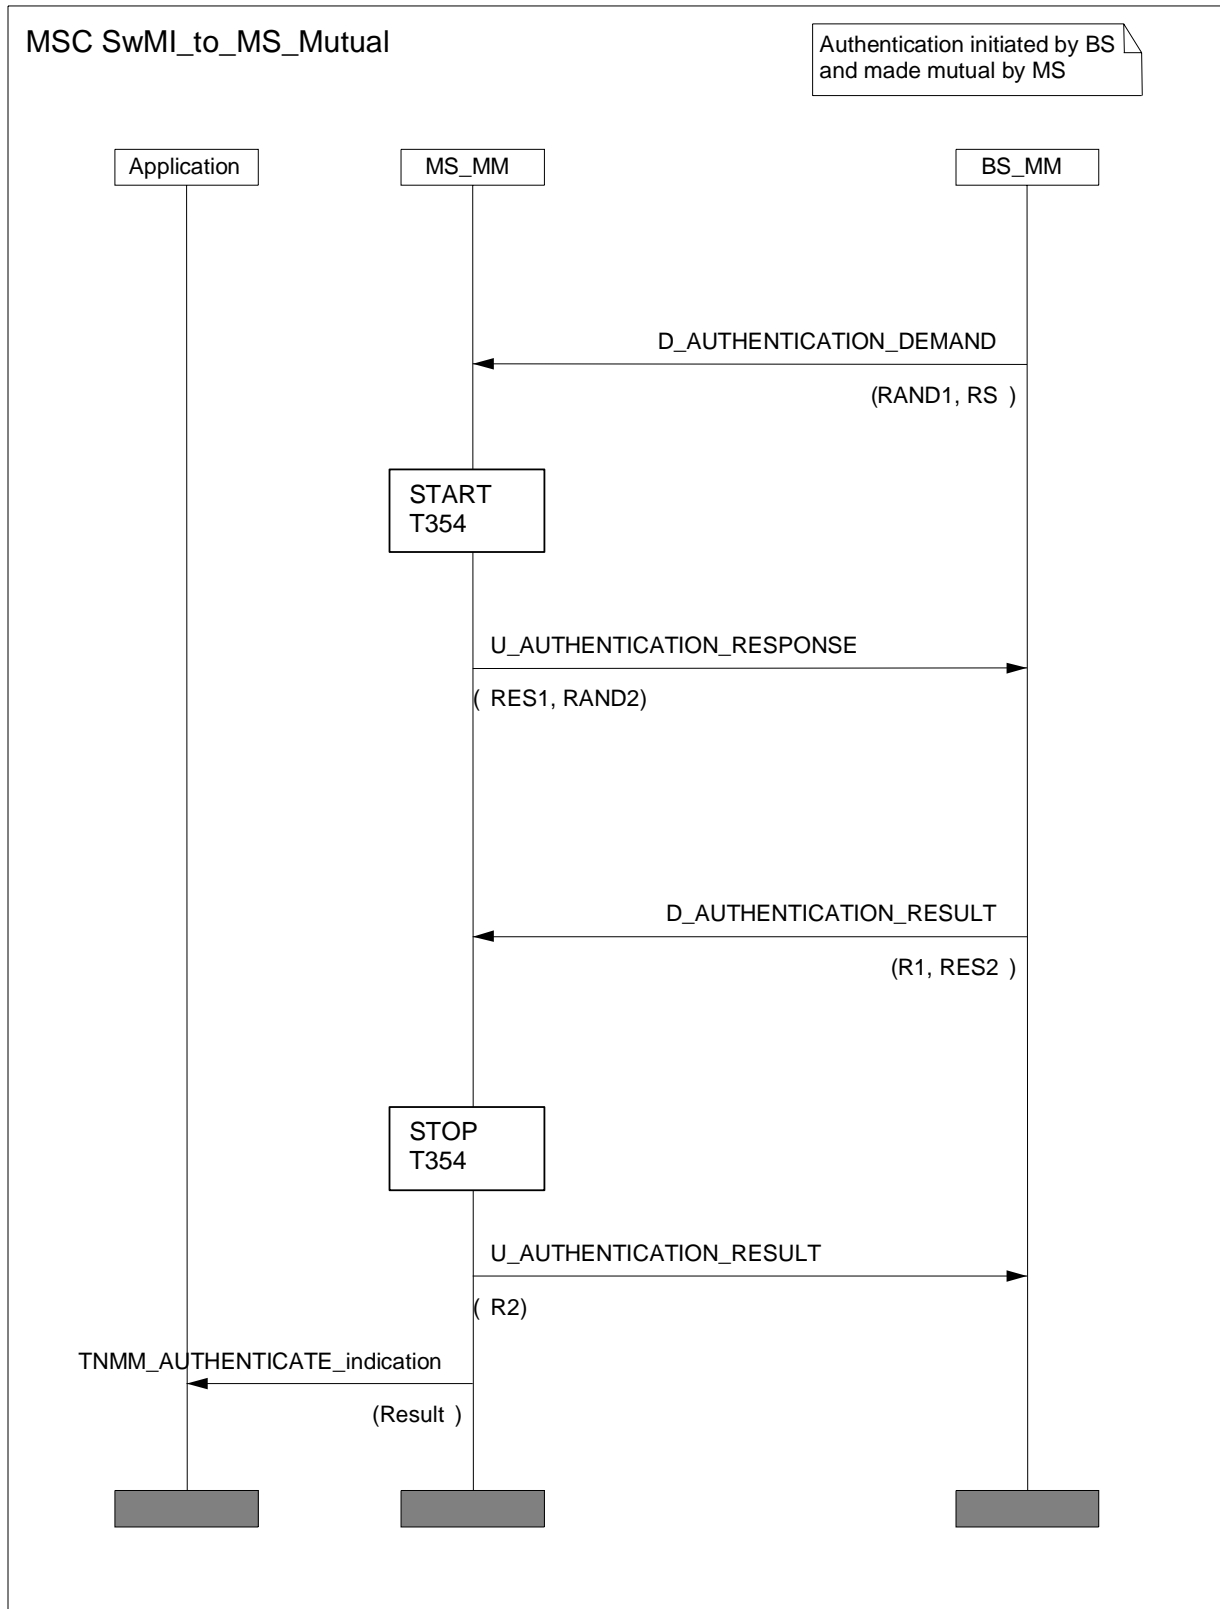 MSC SwMI_to_MS_Mutual
Authentication initiated by BS
and made mutual by MS
Application
MS_MM
BS_MM
D_AUTHENTICATION_DEMAND
(RAND1, RS )
START
T354
U_AUTHENTICATION_RESPONSE
( RES1, RAND2)
D_AUTHENTICATION_RESULT
(R1, RES2 )
STOP
T354
U_AUTHENTICATION_RESULT
( R2)
TNMM_AUTHENTICATE_indication
(Result )